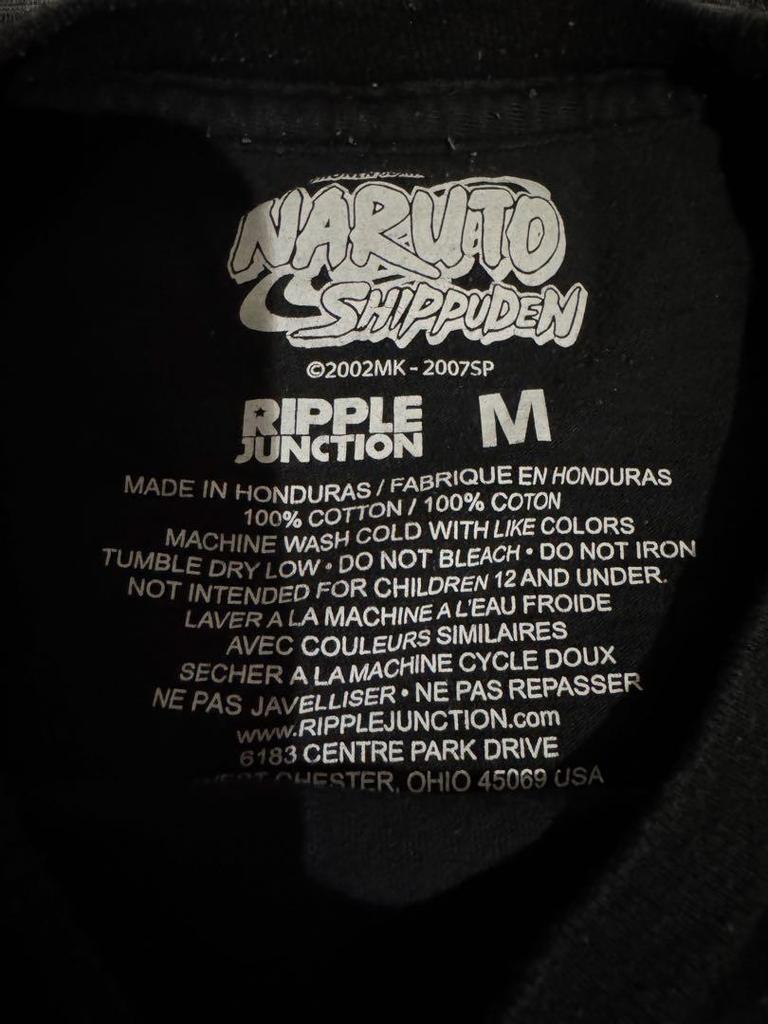 NARUTO
SHIPPUDEN
©2002MK - 2007SP
RIPPLE
JUNCTION
M
MADE IN HONDURAS / FABRIQUE EN HONDURAS
100% COTTON / 100% COTON
MACHINE WASH COLD WITH LIKE COLORS
TUMBLE DRY LOW • DO NOT BLEACH • DO NOT IRON
NOT INTENDED FOR CHILDREN 12 AND UNDER.
LAVER A LA MACHINE A L'EAU FROIDE
AVEC COULEURS SIMILAIRES
SECHER A LA MACHINE CYCLE DOUX
NE PAS JAVELLISER • NE PAS REPASSER
www.RIPPLEJUNCTION.com
6183 CENTRE PARK DRIVE
WEST CHESTER, OHIO 45069 USA